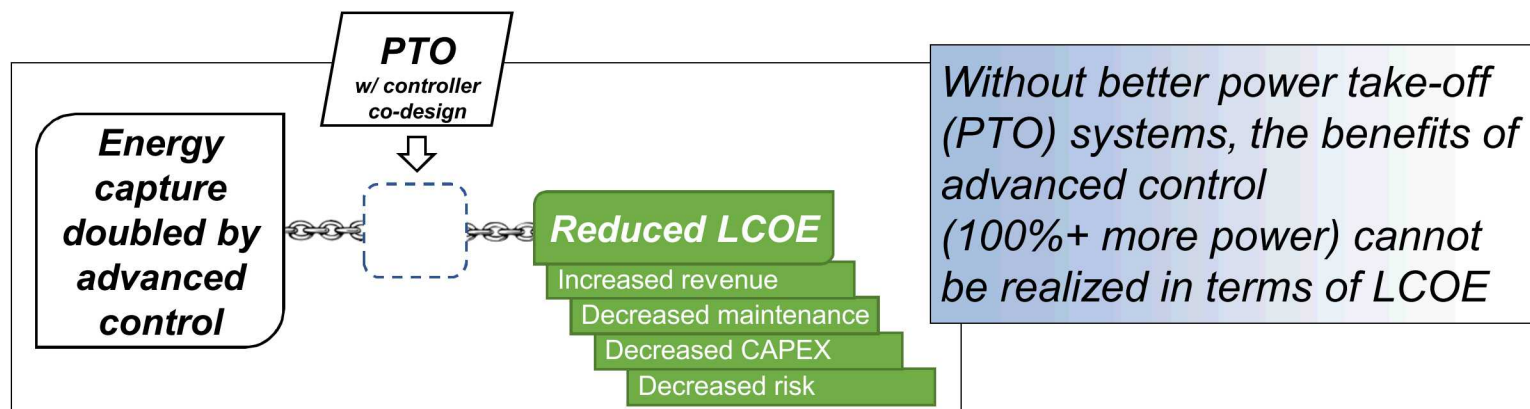 PTO
w/ controller
co-design
Energy
capture
doubled by
advanced
control
Reduced LCOE
Increased revenue
Decreased maintenance
Decreased CAPEX
Decreased risk
Without better power take-off
(PTO) systems, the benefits of
advanced control
(100%+ more power) cannot
be realized in terms of LCOE